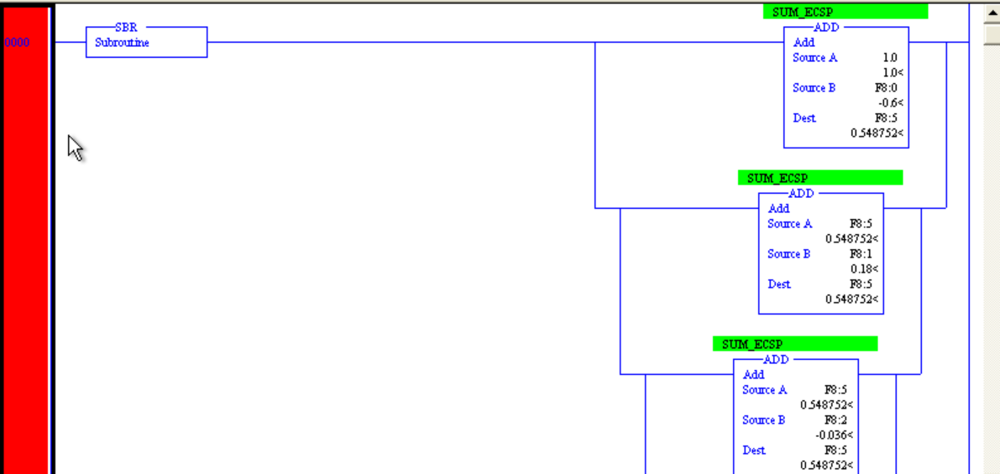 SUM_ECSP
SBR
ADD
0000
Subroutine
Add
Source A 1.0
1.0<
Source B F8:0
-0.6<
Dest F8:5
0.548752<
SUM_ECSP
ADD
Add
Source A F8:5
0.548752<
Source B F8:1
0.18<
Dest F8:5
0.548752<
SUM_ECSP
ADD
Add
Source A F8:5
0.548752<
Source B F8:2
-0.036<
Dest F8:5
0.548752<